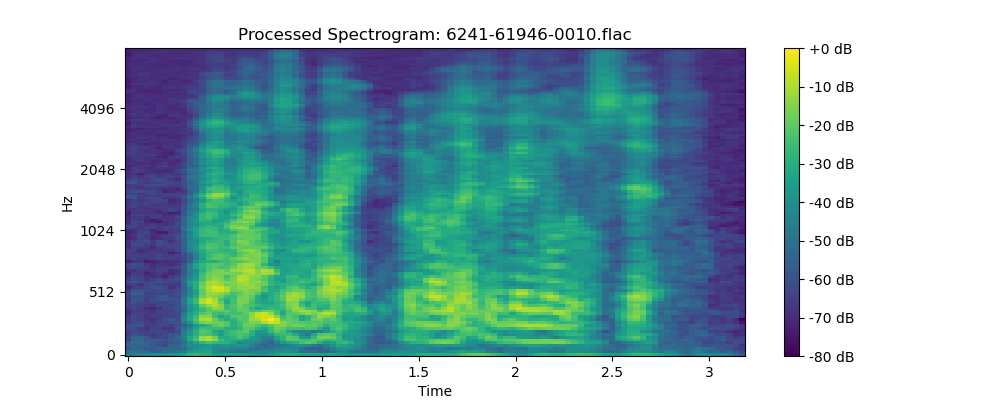 Processed Spectrogram: 6241-61946-0010.flac
Hz
4096
2048
1024
512
0
0
0.5
1
1.5
2
2.5
3
Time
+0 dB
-10 dB
-20 dB
-30 dB
-40 dB
-50 dB
-60 dB
-70 dB
-80 dB